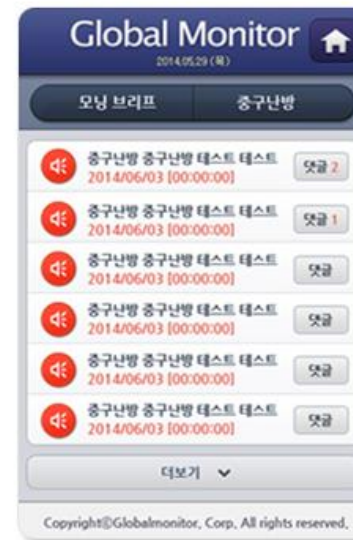 Global Monitor
2014.05.29 (목)
모닝 브리프 중구난방
중구난방 중구난방 테스트 테스트
2014/06/03 [00:00:00]
댓글 2
중구난방 중구난방 테스트 테스트
2014/06/03 [00:00:00]
댓글 1
중구난방 중구난방 테스트 테스트
2014/06/03 [00:00:00]
댓글
중구난방 중구난방 테스트 테스트
2014/06/03 [00:00:00]
댓글
중구난방 중구난방 테스트 테스트
2014/06/03 [00:00:00]
댓글
중구난방 중구난방 테스트 테스트
2014/06/03 [00:00:00]
댓글
더보기
CopyrightⒸGlobalmonitor, Corp, All rights reserved.